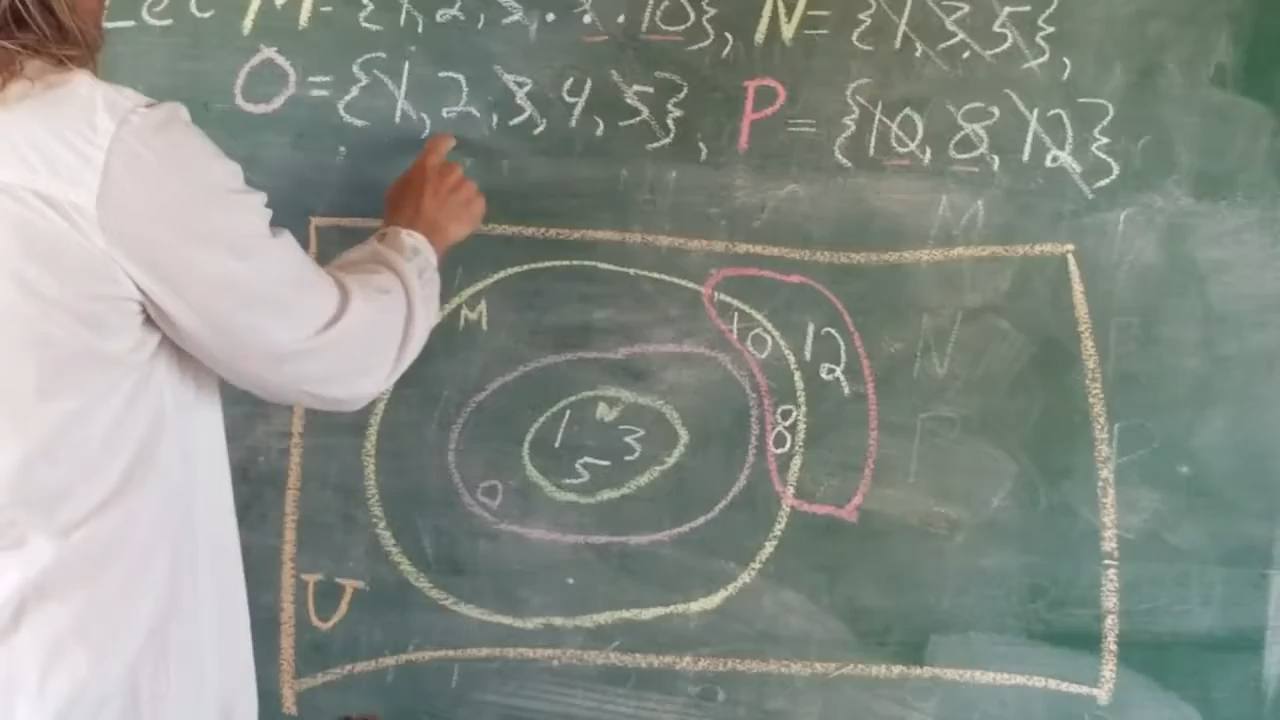 Let M= {1,2,3...10}, N= {1,3,5},
O= {1,2,3,4,5}, P= {10,8,12}
M
10 12
N
1 3
8
5
O
U
M
N
P
P